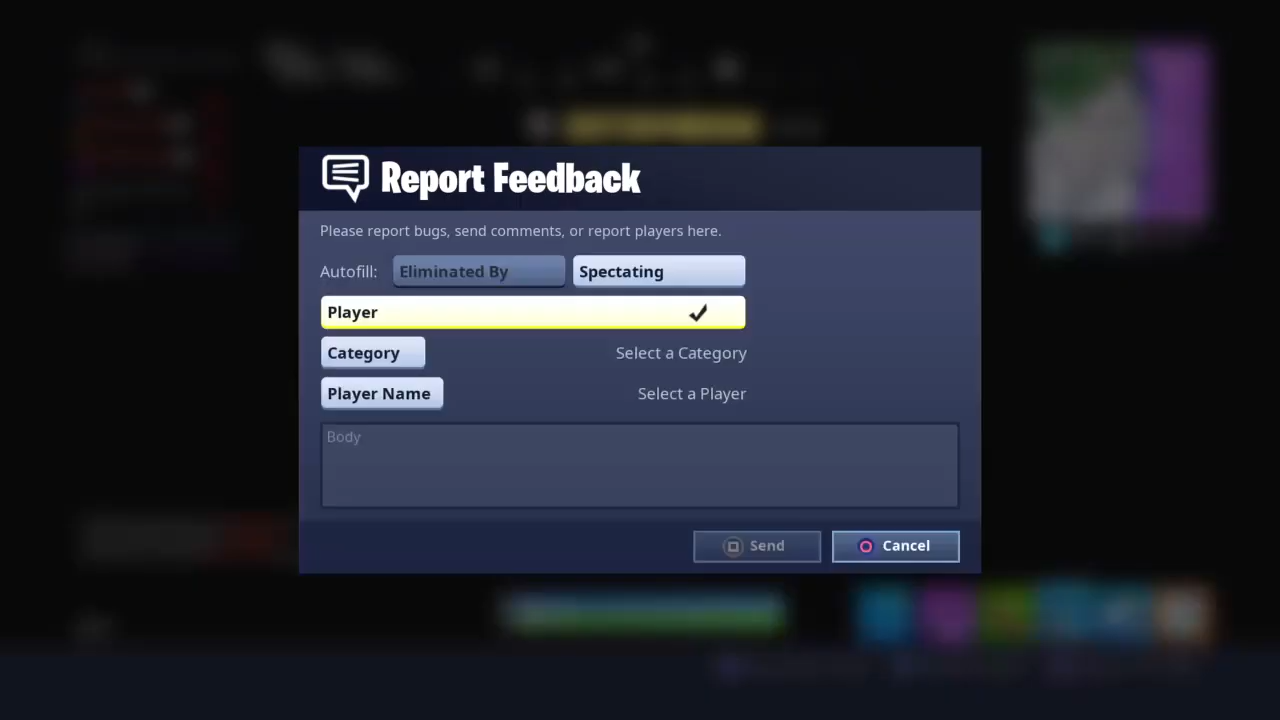 Report Feedback
Please report bugs, send comments, or report players here.
Autofill: Eliminated By Spectating
Player
Category Select a Category
Player Name Select a Player
Body
Send Cancel